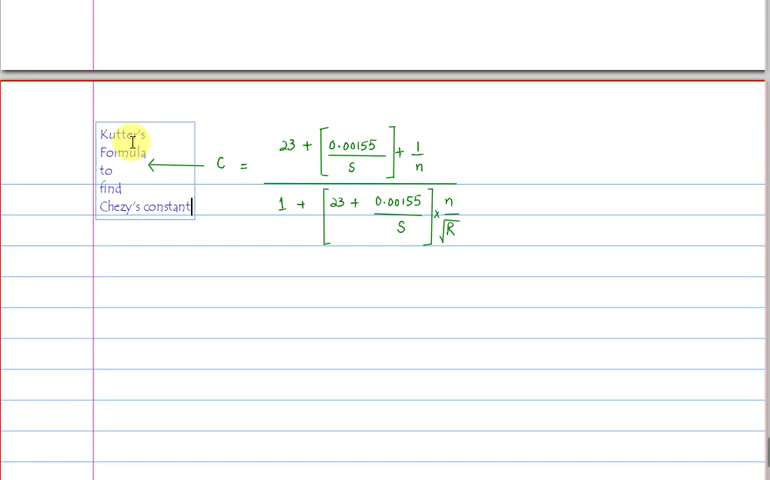 Kutter's
Formula
to
find
Chezy's constant
C = (23 + [0.00155/S] + 1/n) / (1 + [23 + 0.00155/S] × n/√R)